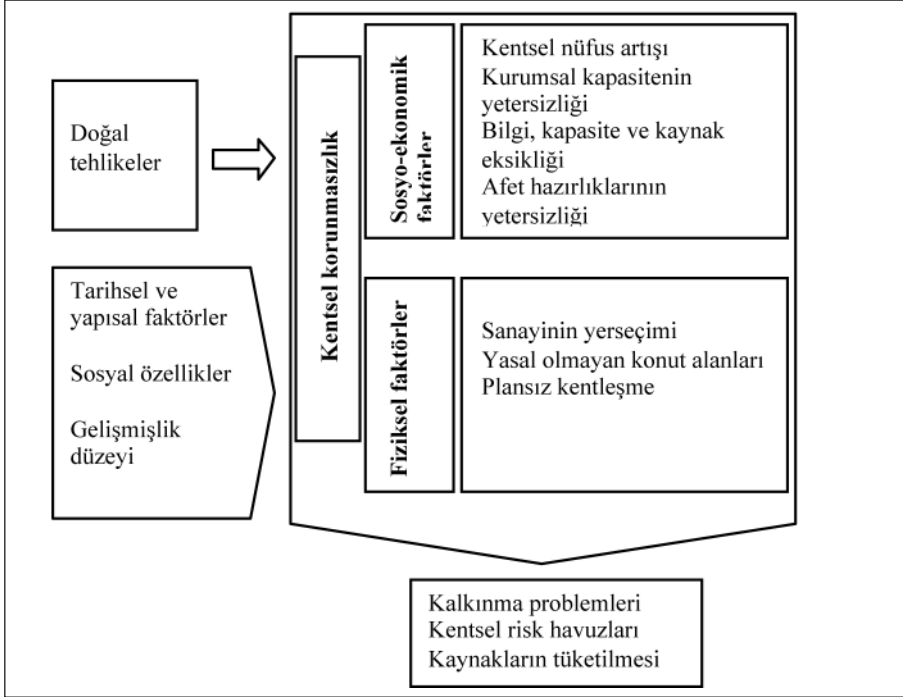 Doğal
tehlikeler
Tarihsel ve
yapısal faktörler
Sosyal özellikler
Gelişmişlik
düzeyi
Kentsel korunmasızlık
Sosyo-ekonomik
faktörler
Kentsel nüfus artışı
Kurumsal kapasitenin
yetersizliği
Bilgi, kapasite ve kaynak
eksikliği
Afet hazırlıklarının
yetersizliği
Fiziksel faktörler
Sanayinin yerseçimi
Yasal olmayan konut alanları
Plansız kentleşme
Kalkınma problemleri
Kentsel risk havuzları
Kaynakların tüketilmesi